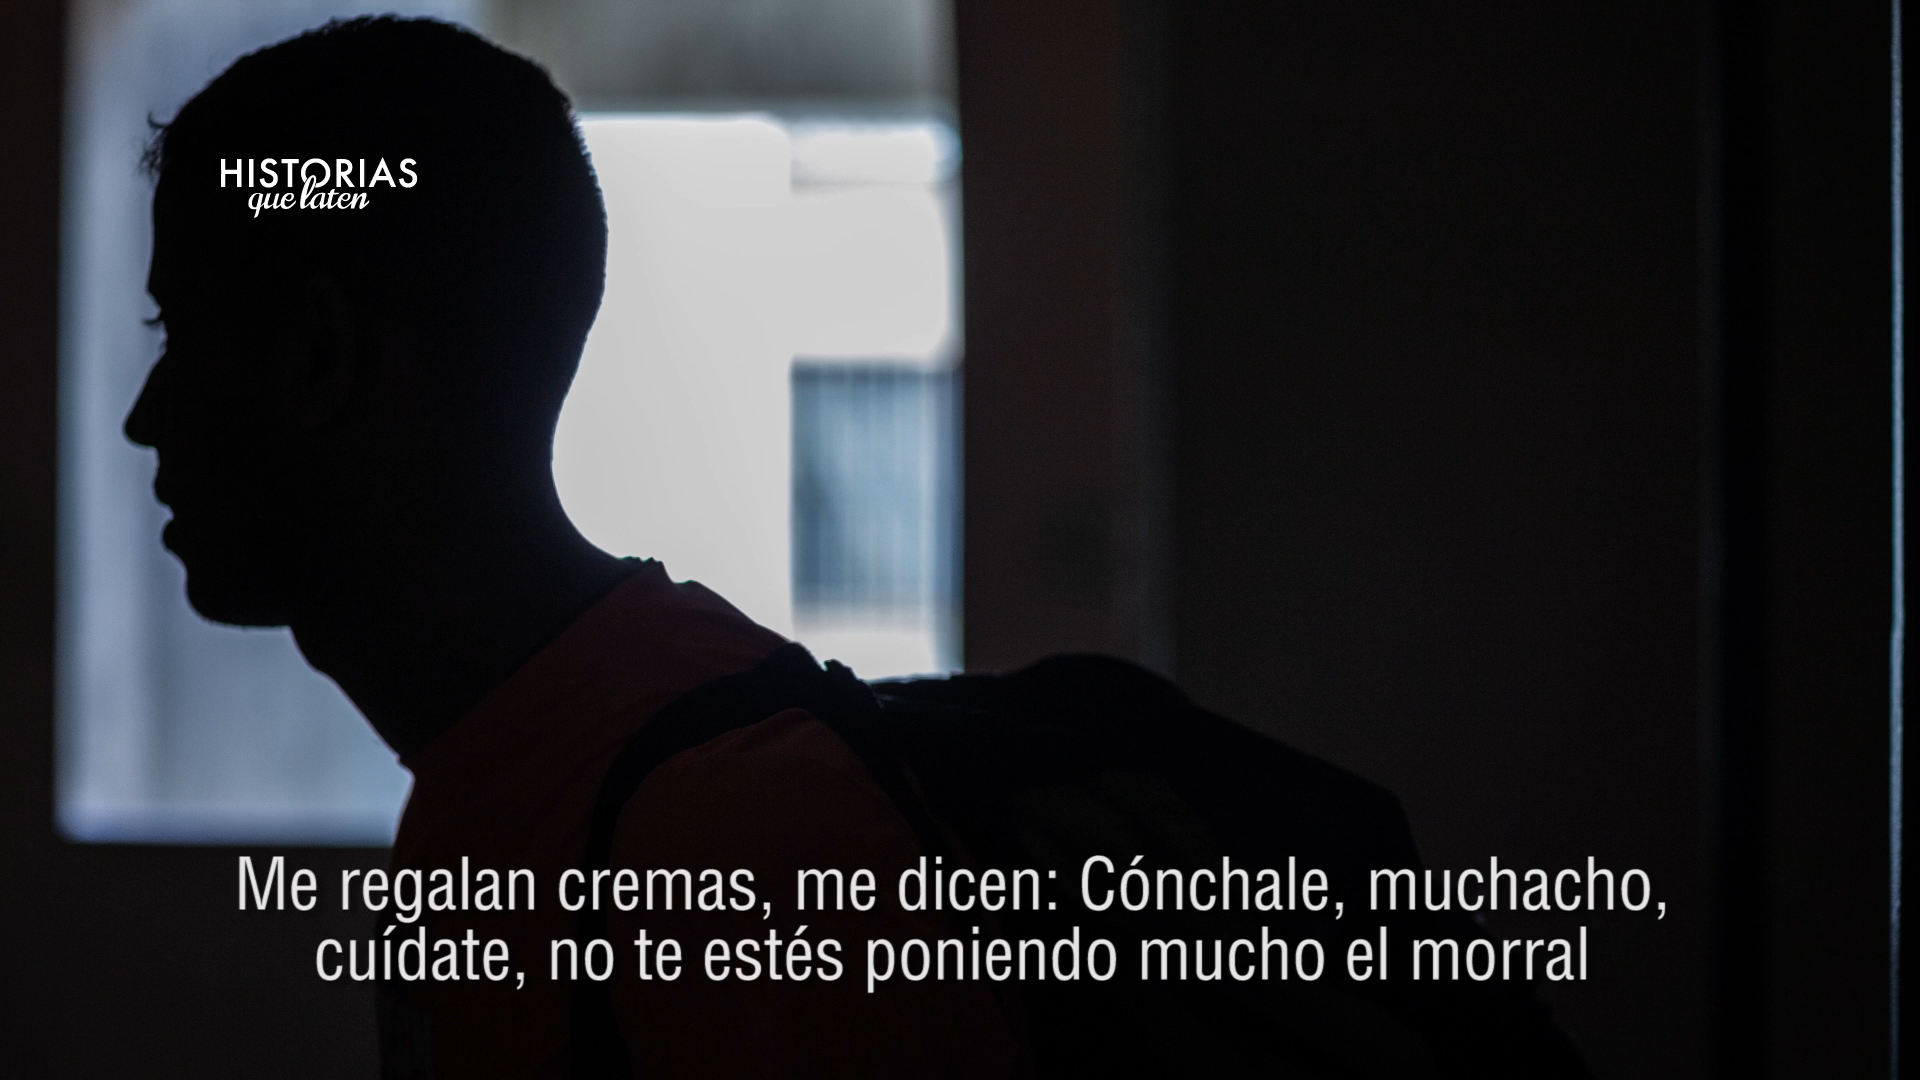 HISTORIAS
que laten
Me regalan cremas, me dicen: Cónchale, muchacho,
cuídate, no te estés poniendo mucho el morral